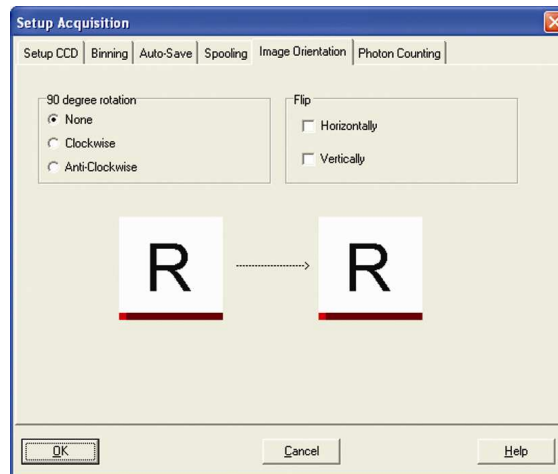 Setup Acquisition
Setup CCD Binning Auto-Save Spooling Image Orientation Photon Counting
90 degree rotation
None
Clockwise
Anti-Clockwise
Flip
Horizontally
Vertically
R R
OK Cancel Help